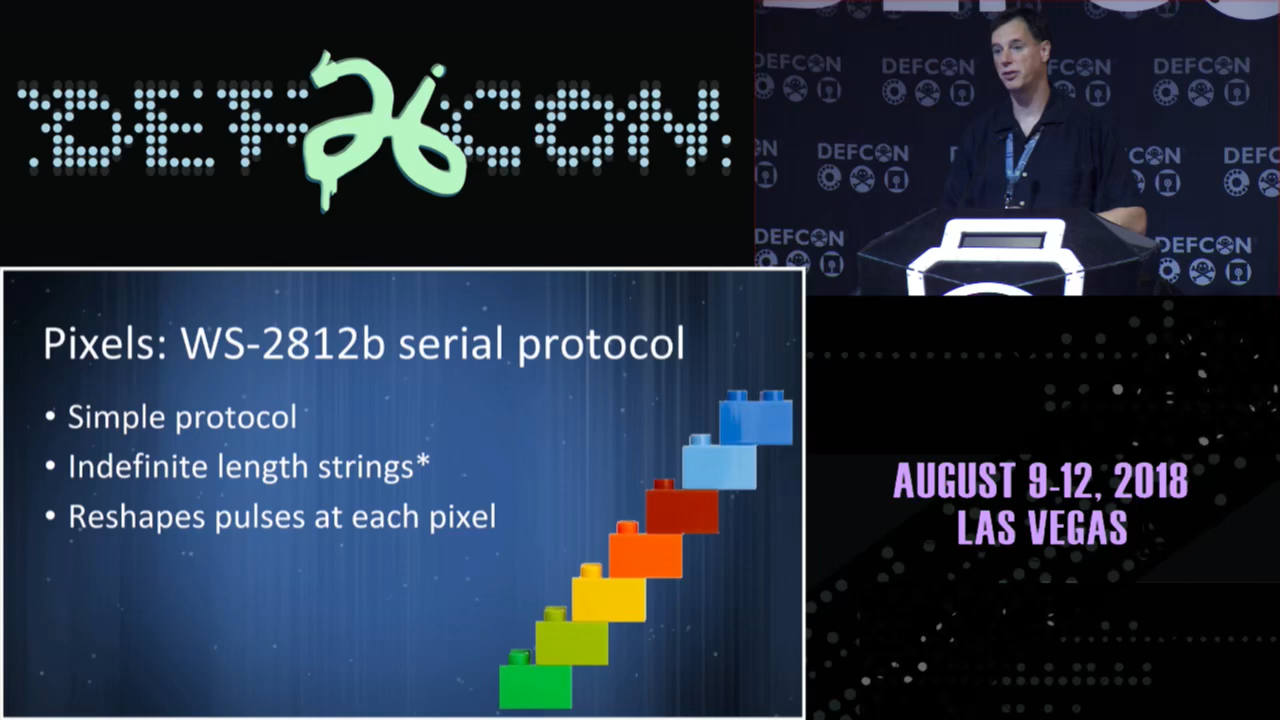 DEF 26 CON
DEFCON DEFCON DEFCON DEFCON
DEFCON DEFCON
DEFCON DEFCON
Pixels: WS-2812b serial protocol
• Simple protocol
• Indefinite length strings*
• Reshapes pulses at each pixel
AUGUST 9-12, 2018
LAS VEGAS